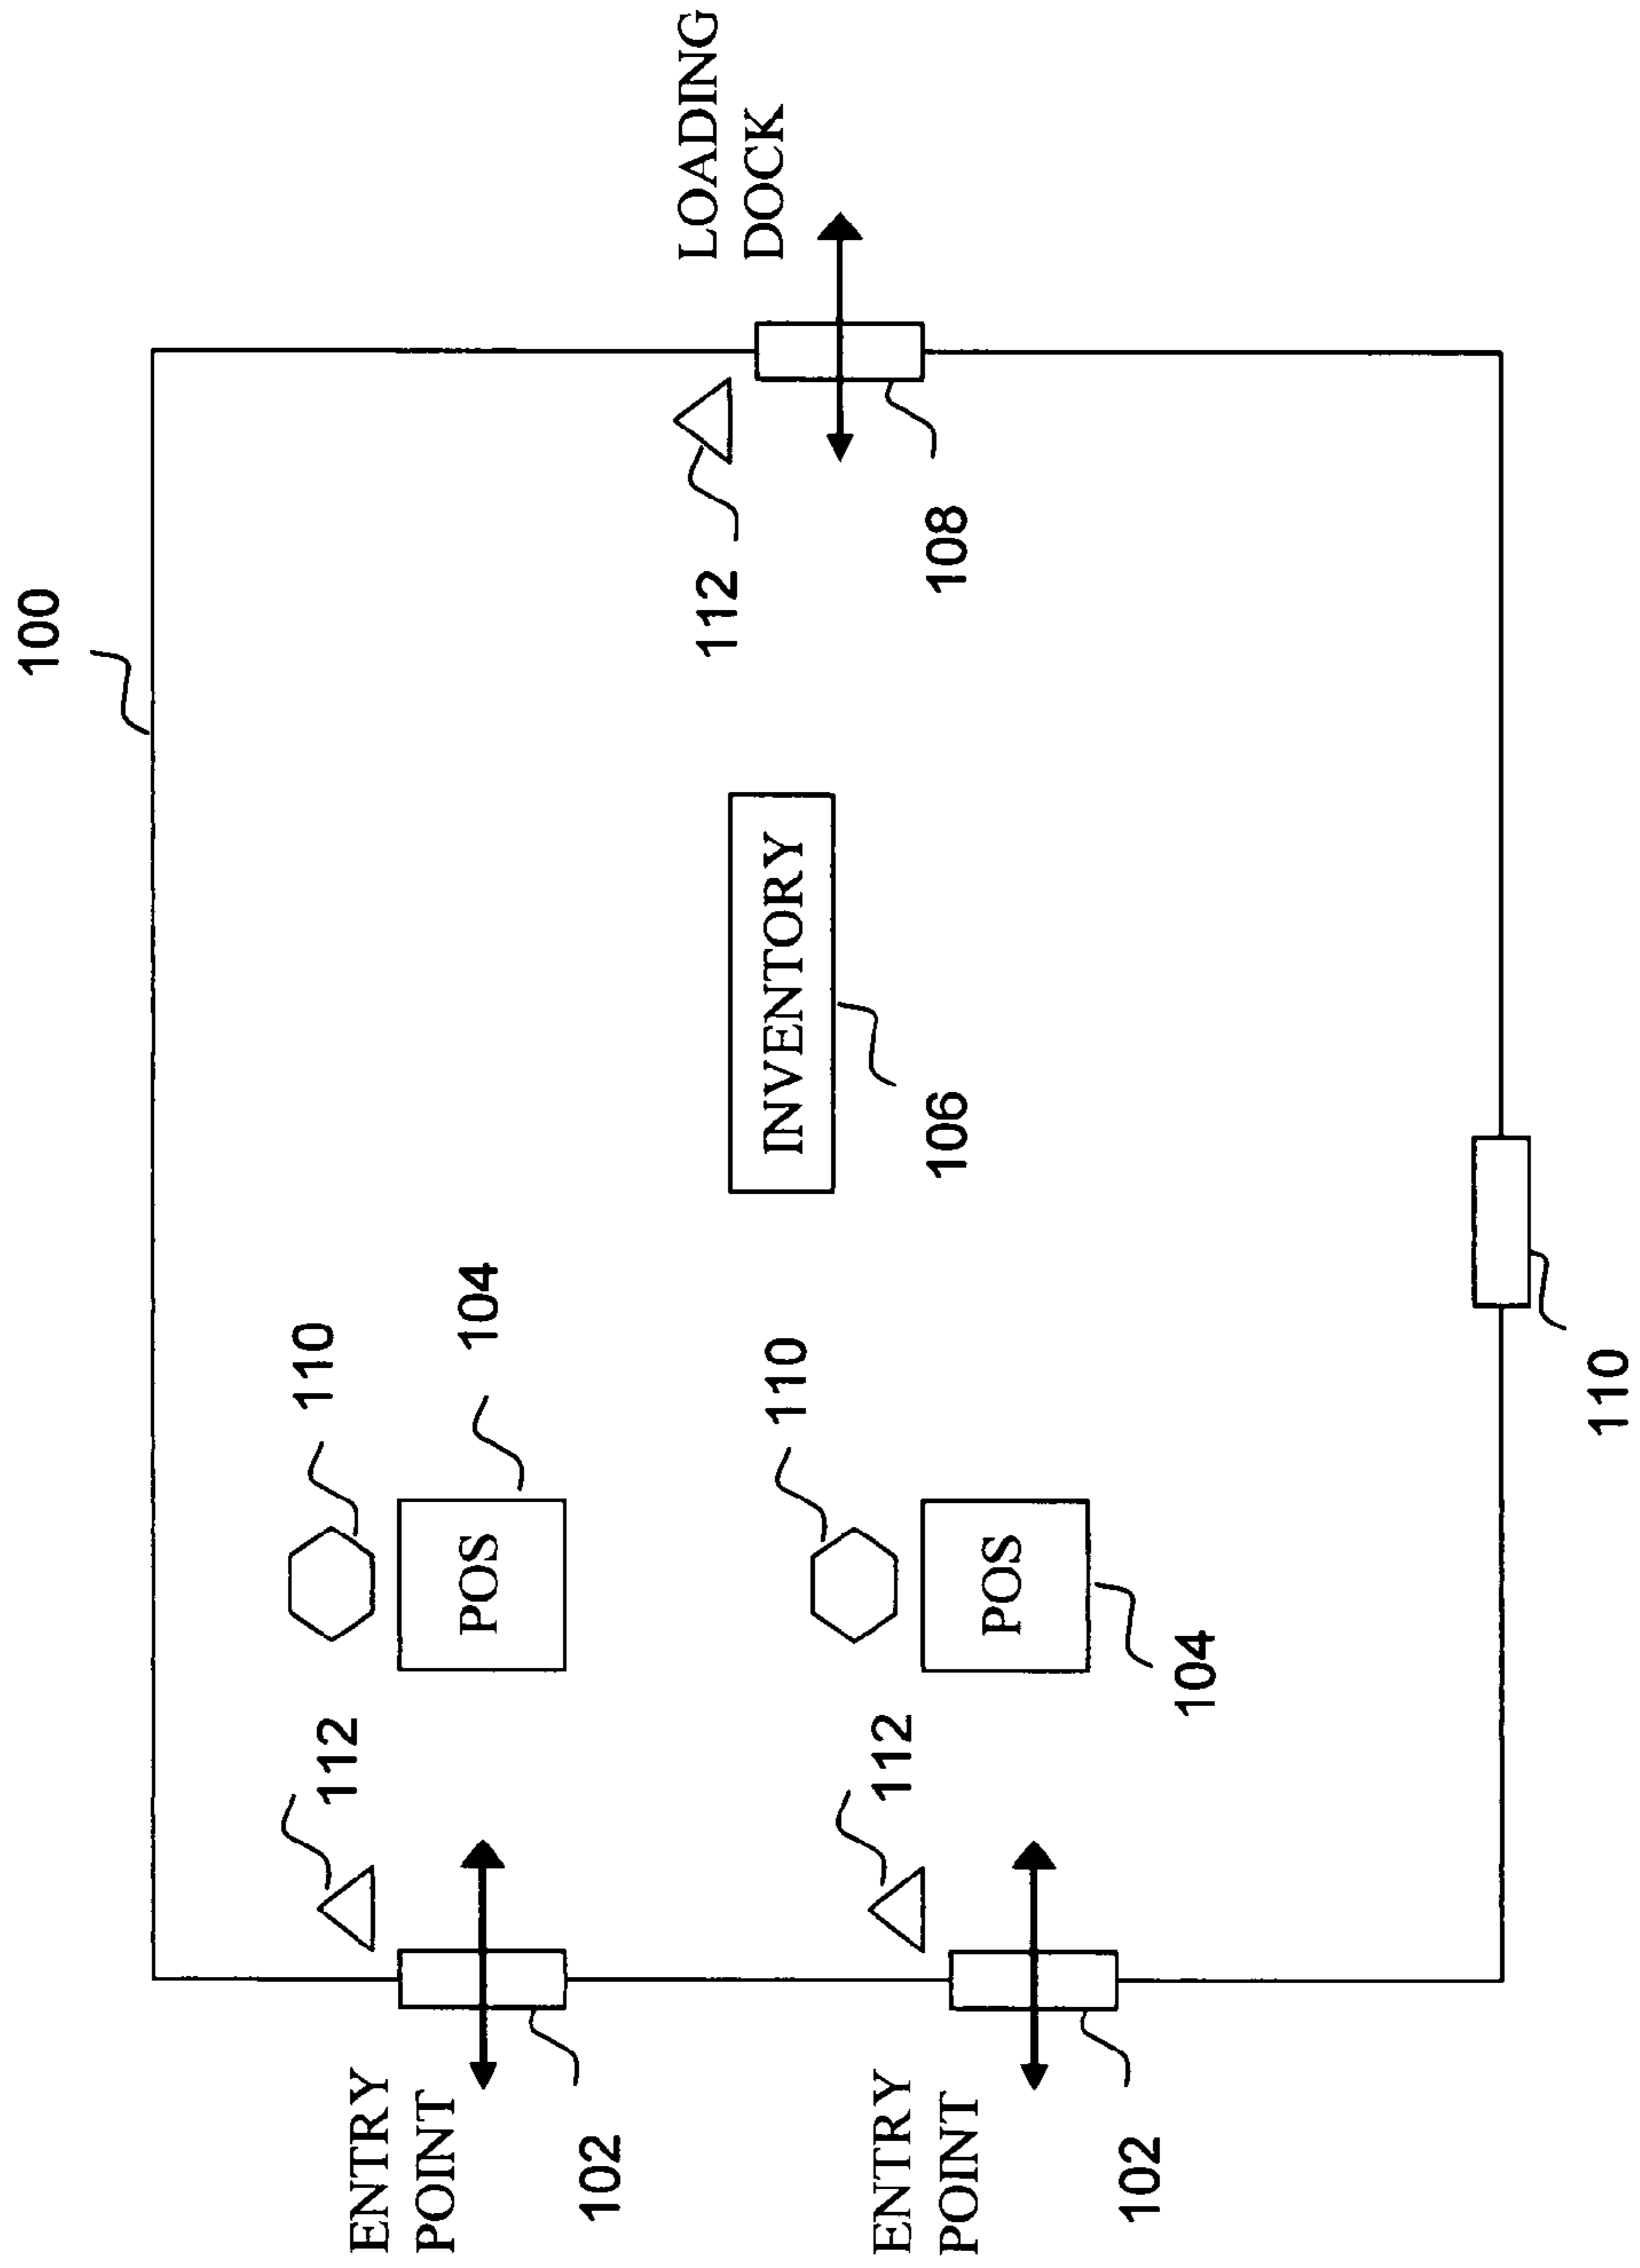 100
110
112
ENTRY
POINT
POS
104
102
LOADING
DOCK
112
110
INVENTORY
112
ENTRY
POINT
POS
106
108
102
104
110